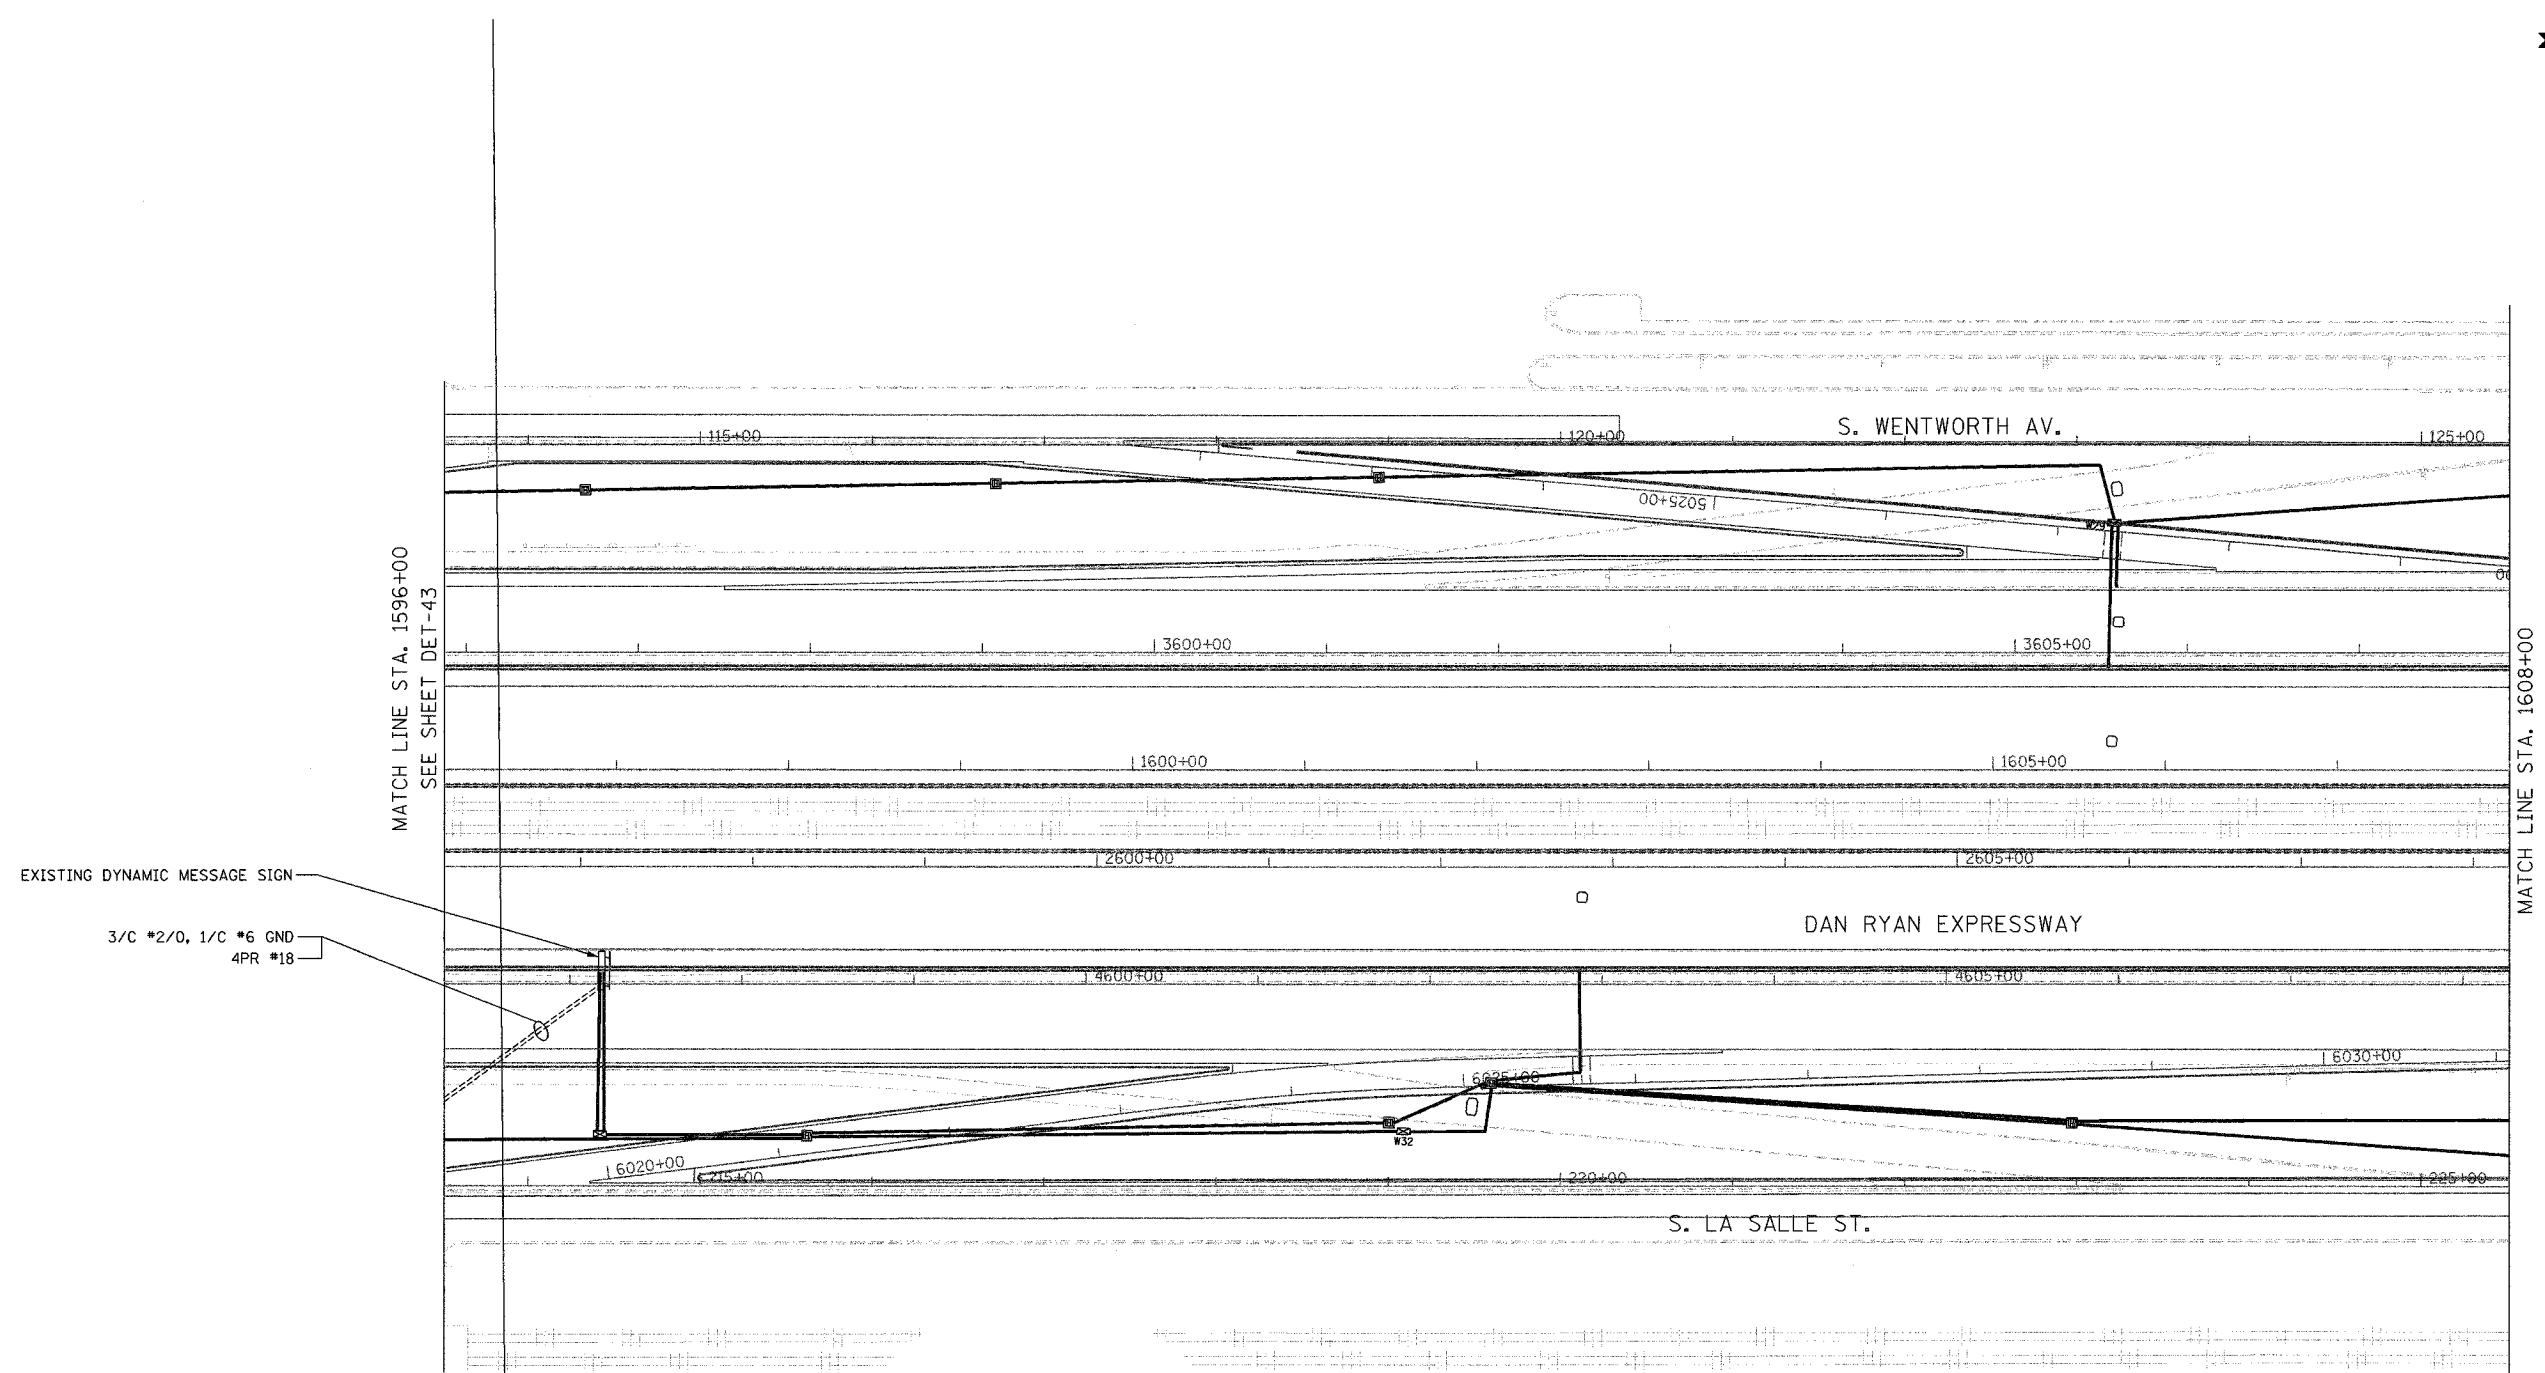 S. WENTWORTH AV.
115+00
120+00
125+00
5025+00
MATCH LINE STA. 1596+00
SEE SHEET DET-43
3600+00
3605+00
MATCH LINE STA. 1608+00
1600+00
1605+00
2600+00
2605+00
EXISTING DYNAMIC MESSAGE SIGN
DAN RYAN EXPRESSWAY
3/C #2/0, 1/C #6 GND
4PR #18
4600+00
4605+00
6030+00
6025+00
W32
6020+00
215+00
220+00
225+00
S. LA SALLE ST.